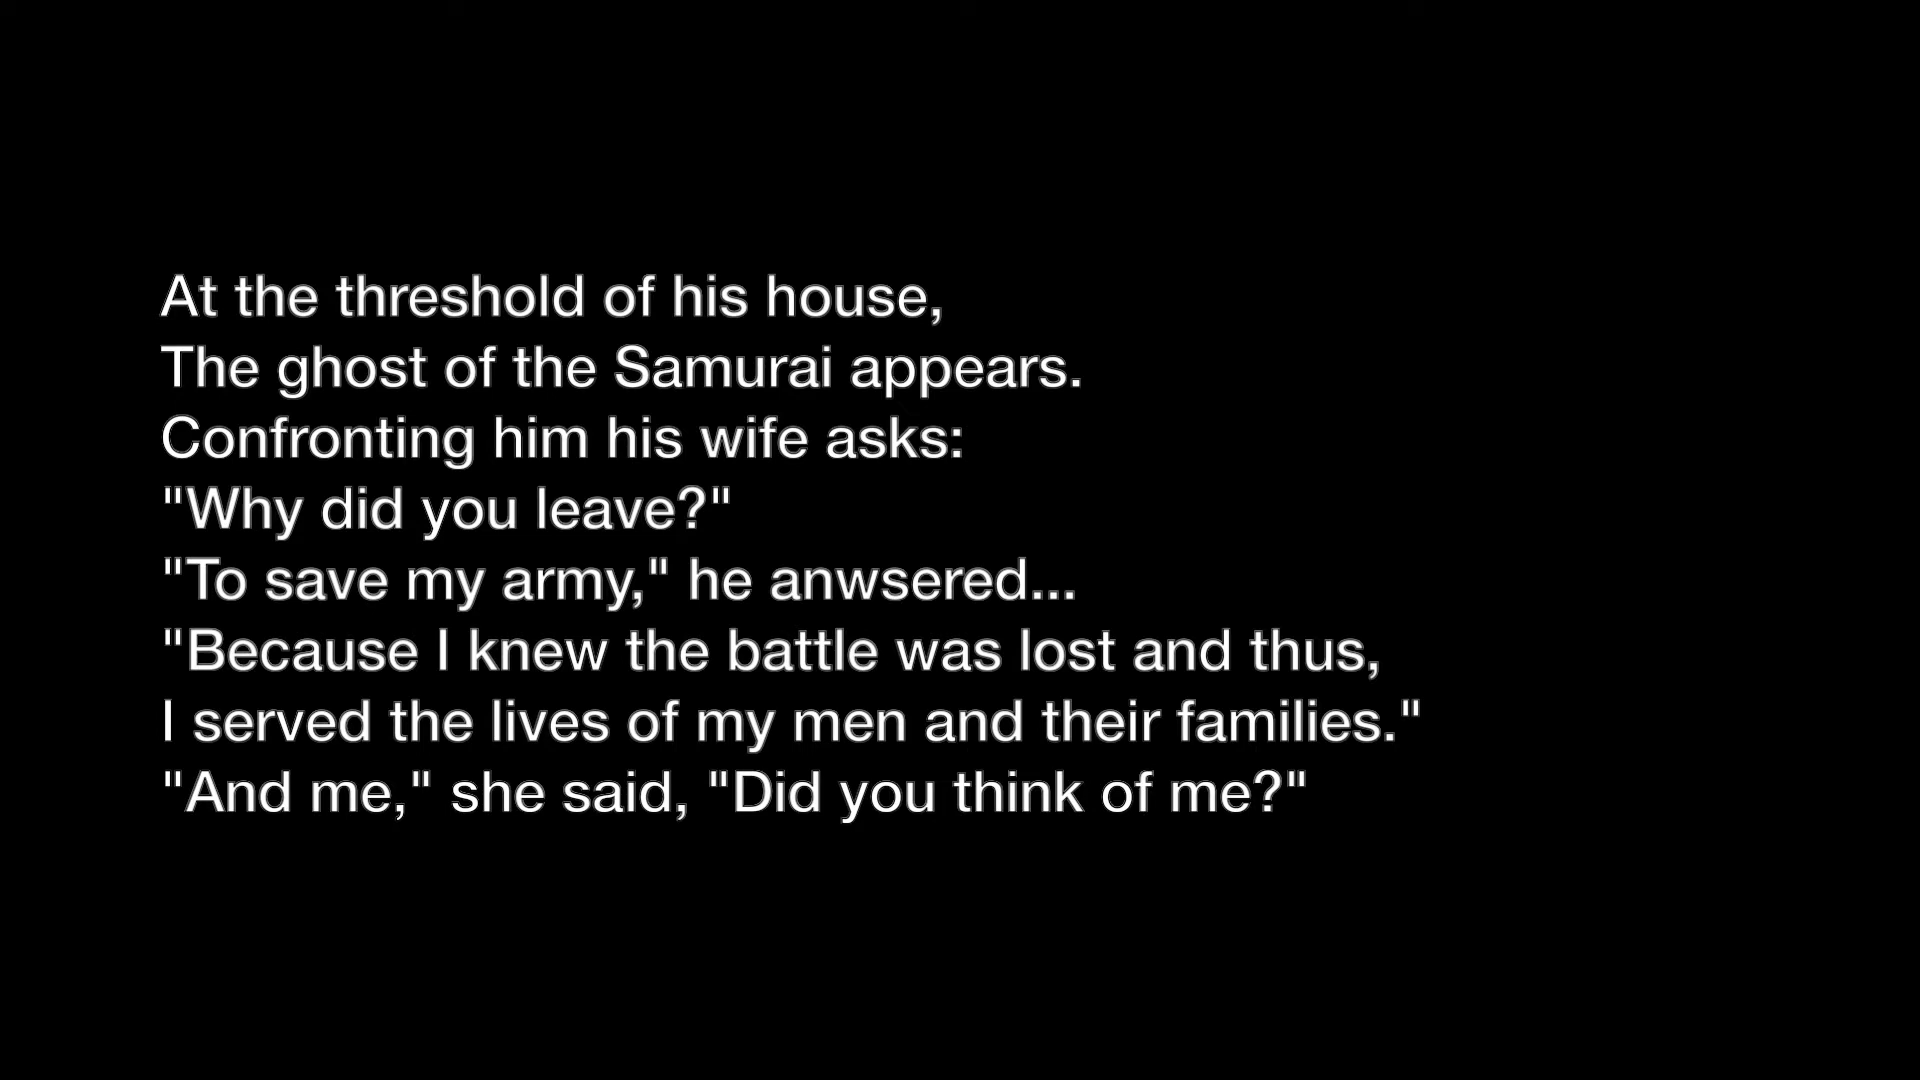 At the threshold of his house,
The ghost of the Samurai appears.
Confronting him his wife asks:
"Why did you leave?"
"To save my army," he anwsered...
"Because I knew the battle was lost and thus,
I served the lives of my men and their families."
"And me," she said, "Did you think of me?"